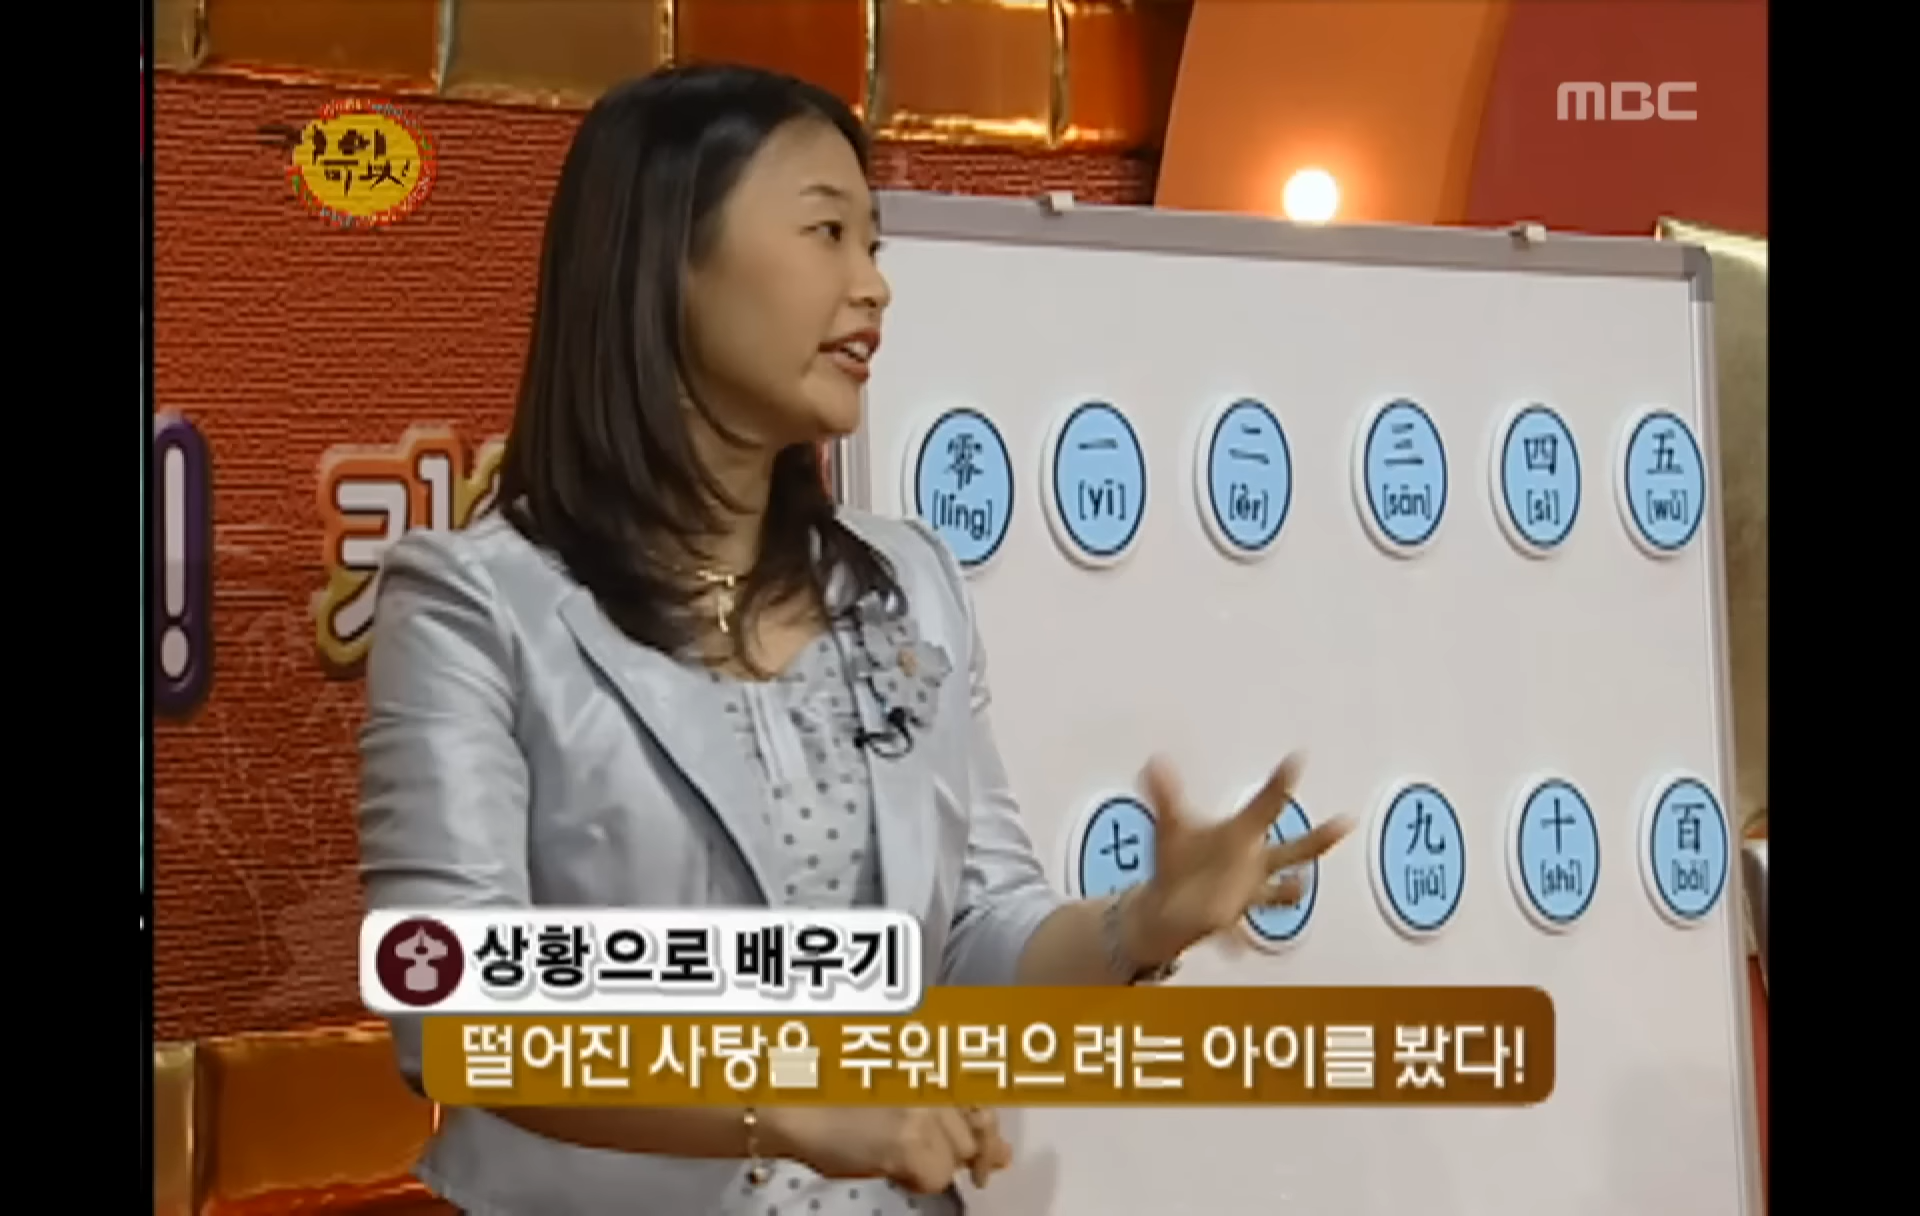 MBC
零
[líng]
一
[yī]
二
[èr]
三
[sān]
四
[sì]
五
[wǔ]
七
九
[jiǔ]
十
[shí]
百
[bǎi]
상황으로 배우기
떨어진 사탕을 주워먹으려는 아이를 봤다!